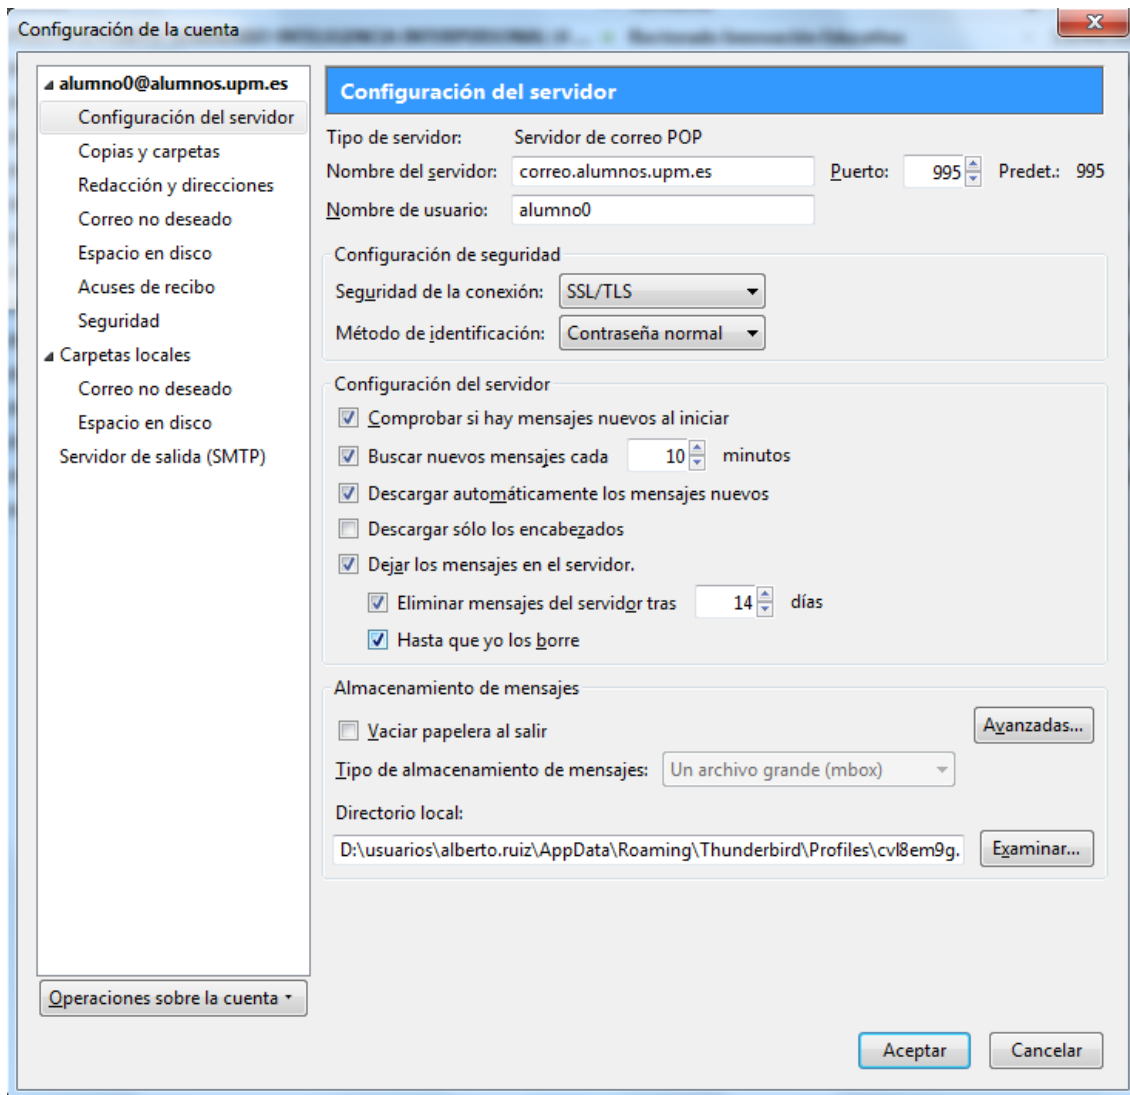 Configuración de la cuenta
alumno0@alumnos.upm.es
Configuración del servidor
Copias y carpetas
Redacción y direcciones
Correo no deseado
Espacio en disco
Acuses de recibo
Seguridad
Carpetas locales
Correo no deseado
Espacio en disco
Servidor de salida (SMTP)
Operaciones sobre la cuenta
Configuración del servidor
Tipo de servidor: Servidor de correo POP
Nombre del servidor: correo.alumnos.upm.es Puerto: 995 Predet.: 995
Nombre de usuario: alumno0
Configuración de seguridad
Seguridad de la conexión: SSL/TLS
Método de identificación: Contraseña normal
Configuración del servidor
Comprobar si hay mensajes nuevos al iniciar
Buscar nuevos mensajes cada 10 minutos
Descargar automáticamente los mensajes nuevos
Descargar sólo los encabezados
Dejar los mensajes en el servidor.
Eliminar mensajes del servidor tras 14 días
Hasta que yo los borre
Almacenamiento de mensajes
Vaciar papelera al salir Avanzadas...
Tipo de almacenamiento de mensajes: Un archivo grande (mbox)
Directorio local:
D:\usuarios\alberto.ruiz\AppData\Roaming\Thunderbird\Profiles\cvl8em9g. Examinar...
Aceptar Cancelar